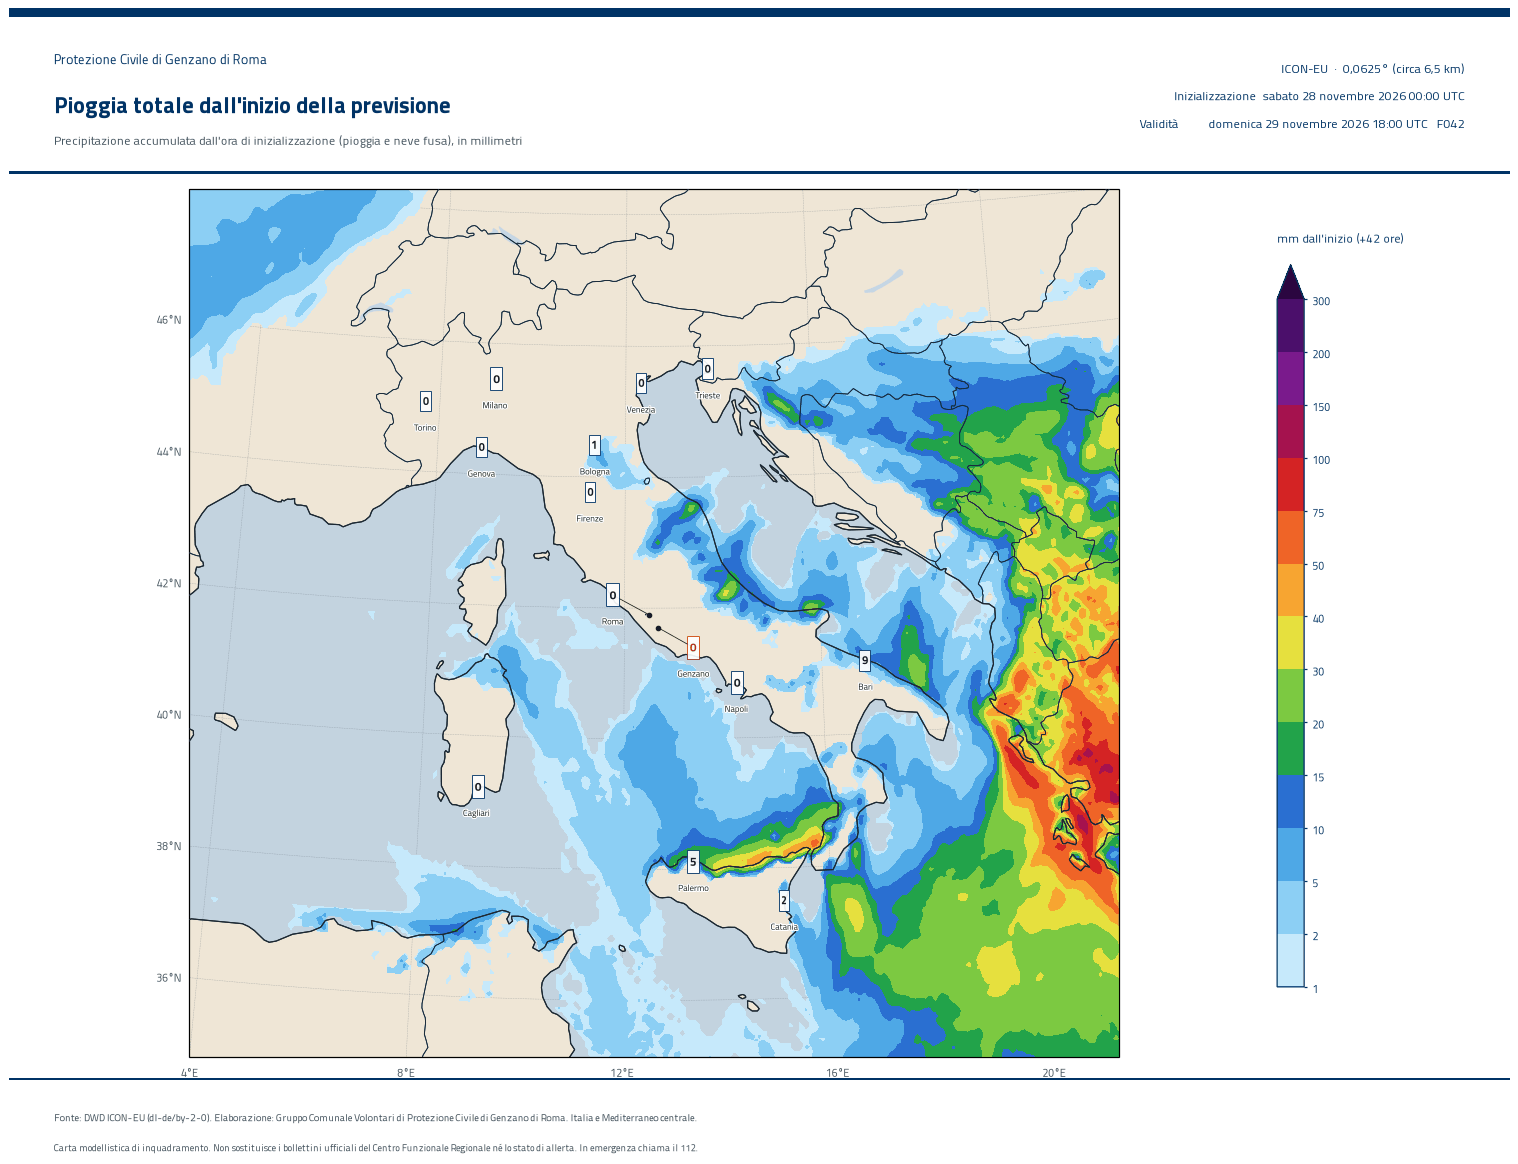 Protezione Civile di Genzano di Roma
Pioggia totale dall'inizio della previsione
Precipitazione accumulata dall'ora di inizializzazione (pioggia e neve fusa), in millimetri
ICON-EU · 0,0625° (circa 6,5 km)
Inizializzazione sabato 28 novembre 2026 00:00 UTC
Validità domenica 29 novembre 2026 18:00 UTC F042
mm dall'inizio (+42 ore)
300
200
150
100
75
50
40
30
20
15
10
5
2
1
46°N
44°N
42°N
40°N
38°N
36°N
4°E
8°E
12°E
16°E
20°E
0
Milano
0
Torino
0
Genova
0
Venezia
0
Trieste
1
Bologna
0
Firenze
0
Roma
0
Genzano
0
Napoli
9
Bari
0
Cagliari
5
Palermo
2
Catania
Fonte: DWD ICON-EU (dl-de/by-2-0). Elaborazione: Gruppo Comunale Volontari di Protezione Civile di Genzano di Roma. Italia e Mediterraneo centrale.
Carta modellistica di inquadramento. Non sostituisce i bollettini ufficiali del Centro Funzionale Regionale né lo stato di allerta. In emergenza chiama il 112.